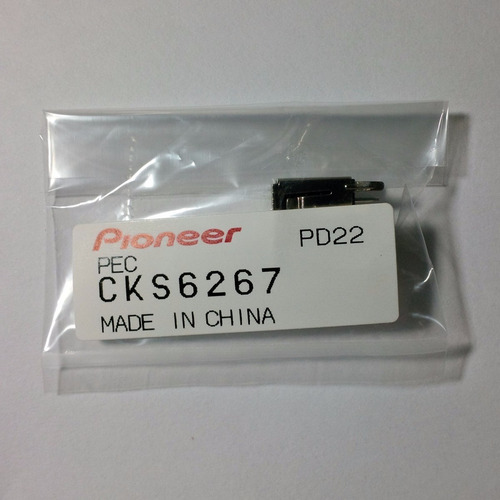 Pioneer PD22
PEC
CKS6267
MADE IN CHINA